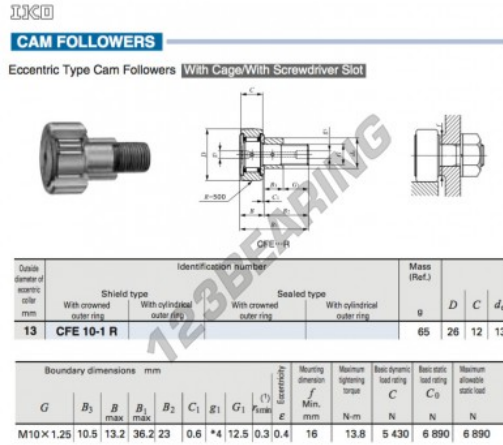 IKO
CAM FOLLOWERS
Eccentric Type Cam Followers With Cage/With Screwdriver Slot
C
D
R=500
B
CFE…R
123BEARING
Outside diameter of eccentric collar mm
Identification number
Mass (Ref.) g
Shield type
Sealed type
With crowned outer ring
With cylindrical outer ring
With crowned outer ring
With cylindrical outer ring
D C
13 CFE 10-1 R 65 26 12 13
Boundary dimensions mm
G B3 B max B1 max B2 C1 g1 G1 (1) rs min
Eccentricity ε
Mounting dimension f Min. mm
Maximum tightening torque N-m
Basic dynamic load rating C N
Basic static load rating C0 N
Maximum allowable static load N
M10×1.25 10.5 13.2 36.2 23 0.6 *4 12.5 0.3 0.4 16 13.8 5 430 6 890 6 890